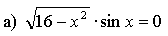 a) √(16 − x²) · sin x = 0